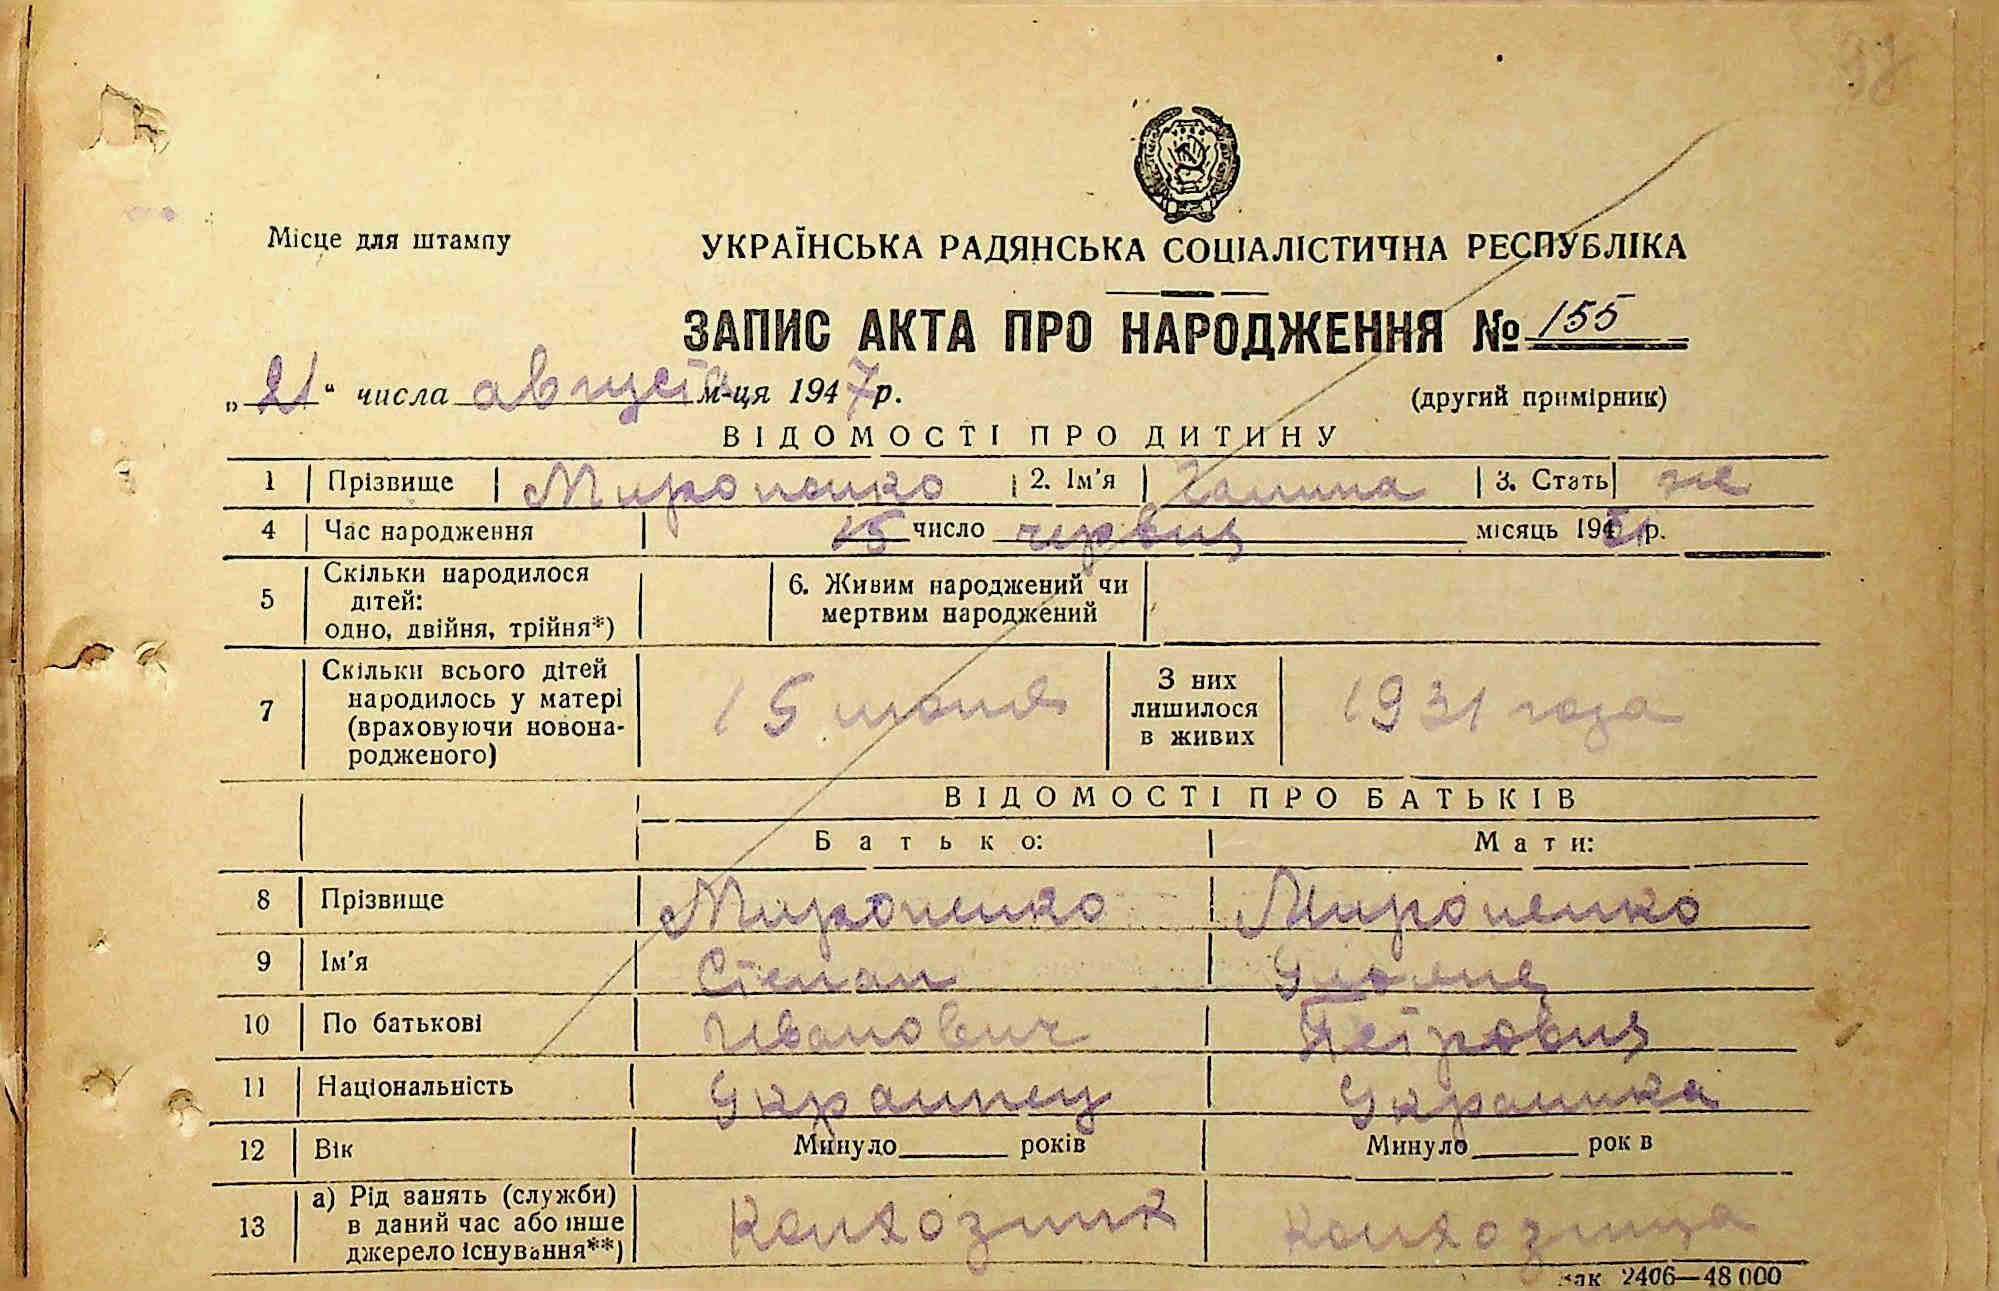 Місце для штампу
УКРАЇНСЬКА РАДЯНСЬКА СОЦІАЛІСТИЧНА РЕСПУБЛІКА
ЗАПИС АКТА ПРО НАРОДЖЕННЯ № 155
„21“ числа августа м-ця 1947 р.
(другий примірник)
ВІДОМОСТІ ПРО ДИТИНУ
1 Прізвище Мироненко 2. Ім'я Галина 3. Стать же
4 Час народження 15 число червня місяць 1931 р.
5 Скільки народилося дітей: одно, двійня, трійня*) 6. Живим народжений чи мертвим народжений
7 Скільки всього дітей народилось у матері (враховуючи новонародженого) 15 июня З них лишилося в живих 1931 года
ВІДОМОСТІ ПРО БАТЬКІВ
Батько: Мати:
8 Прізвище Мироненко Мироненко
9 Ім'я Степан Ульяна
10 По батькові Иванович Петровна
11 Національність Украинец Украинка
12 Вік Минуло років Минуло рок в
13 а) Рід занять (служби) в даний час або інше джерело існування**) Колхозник Колхозница
зак 2406—48 000